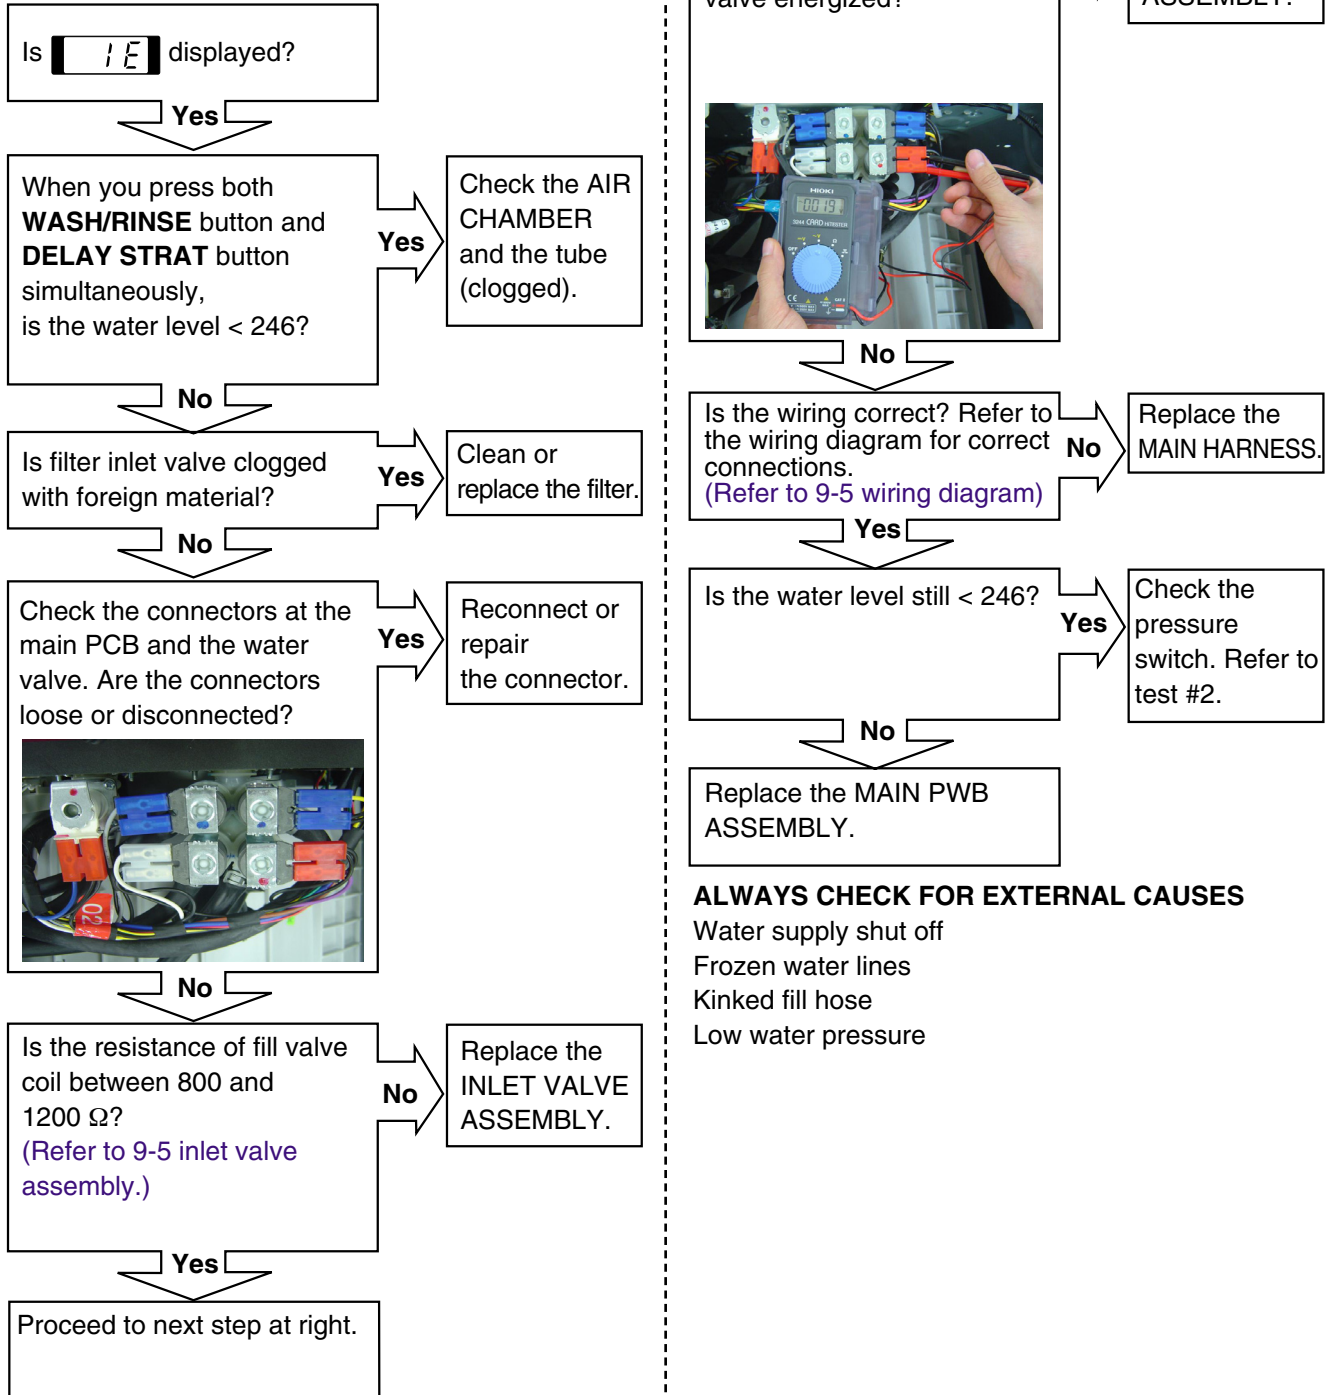 Is 1E displayed?
Yes
When you press both
WASH/RINSE button and
DELAY STRAT button
simultaneously,
is the water level < 246?
Yes
Check the AIR
CHAMBER
and the tube
(clogged).
No
Is filter inlet valve clogged
with foreign material?
Yes
Clean or
replace the filter.
No
Check the connectors at the
main PCB and the water
valve. Are the connectors
loose or disconnected?
Yes
Reconnect or
repair
the connector.
No
Is the resistance of fill valve
coil between 800 and
1200 Ω?
(Refer to 9-5 inlet valve
assembly.)
No
Replace the
INLET VALVE
ASSEMBLY.
Yes
Proceed to next step at right.
valve energized?
ASSEMBLY.
HIOKI
CARD HiTESTER
OFF
No
Is the wiring correct? Refer to
the wiring diagram for correct
connections.
(Refer to 9-5 wiring diagram)
No
Replace the
MAIN HARNESS.
Yes
Is the water level still < 246?
Yes
Check the
pressure
switch. Refer to
test #2.
No
Replace the MAIN PWB
ASSEMBLY.
ALWAYS CHECK FOR EXTERNAL CAUSES
Water supply shut off
Frozen water lines
Kinked fill hose
Low water pressure